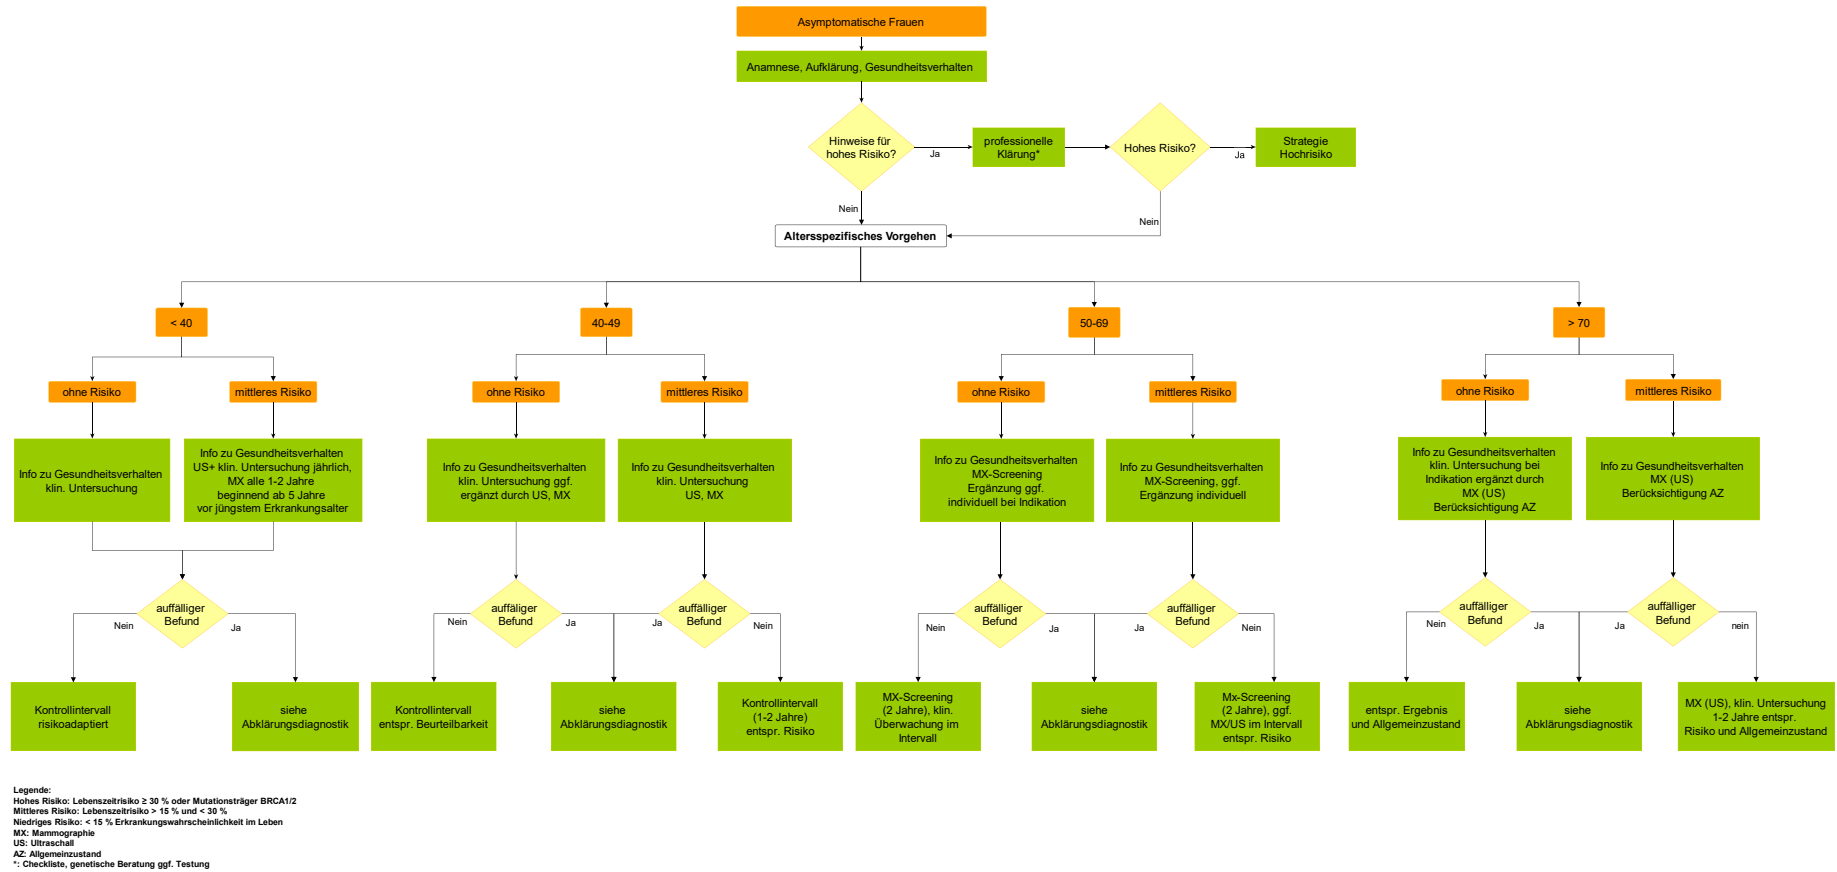 Asymptomatische Frauen
Anamnese, Aufklärung, Gesundheitsverhalten
Hinweise für
hohes Risiko?
Ja
professionelle
Klärung*
Hohes Risiko?
Ja
Strategie
Hochrisiko
Nein
Nein
Altersspezifisches Vorgehen
< 40
40-49
50-69
> 70
ohne Risiko
mittleres Risiko
ohne Risiko
mittleres Risiko
ohne Risiko
mittleres Risiko
ohne Risiko
mittleres Risiko
Info zu Gesundheitsverhalten
klin. Untersuchung
Info zu Gesundheitsverhalten
US+ klin. Untersuchung jährlich,
MX alle 1-2 Jahre
beginnend ab 5 Jahre
vor jüngstem Erkrankungsalter
Info zu Gesundheitsverhalten
klin. Untersuchung ggf.
ergänzt durch US, MX
Info zu Gesundheitsverhalten
klin. Untersuchung
US, MX
Info zu Gesundheitsverhalten
MX-Screening
Ergänzung ggf.
individuell bei Indikation
Info zu Gesundheitsverhalten
MX-Screening, ggf.
Ergänzung individuell
Info zu Gesundheitsverhalten
klin. Untersuchung bei
Indikation ergänzt durch
MX (US)
Berücksichtigung AZ
Info zu Gesundheitsverhalten
MX (US)
Berücksichtigung AZ
auffälliger
Befund
Nein
Ja
auffälliger
Befund
Nein
Ja
auffälliger
Befund
Ja
Nein
auffälliger
Befund
Nein
Ja
auffälliger
Befund
Ja
Nein
auffälliger
Befund
Nein
Ja
auffälliger
Befund
Ja
nein
Kontrollintervall
risikoadaptiert
siehe
Abklärungsdiagnostik
Kontrollintervall
entspr. Beurteilbarkeit
siehe
Abklärungsdiagnostik
Kontrollintervall
(1-2 Jahre)
entspr. Risiko
MX-Screening
(2 Jahre), klin.
Überwachung im
Intervall
siehe
Abklärungsdiagnostik
Mx-Screening
(2 Jahre), ggf.
MX/US im Intervall
entspr. Risiko
entspr. Ergebnis
und Allgemeinzustand
siehe
Abklärungsdiagnostik
MX (US), klin. Untersuchung
1-2 Jahre entspr.
Risiko und Allgemeinzustand
Legende:
Hohes Risiko: Lebenszeitrisiko ≥ 30 % oder Mutationsträger BRCA1/2
Mittleres Risiko: Lebenszeitrisiko > 15 % und < 30 %
Niedriges Risiko: < 15 % Erkrankungswahrscheinlichkeit im Leben
MX: Mammographie
US: Ultraschall
AZ: Allgemeinzustand
*: Checkliste, genetische Beratung ggf. Testung